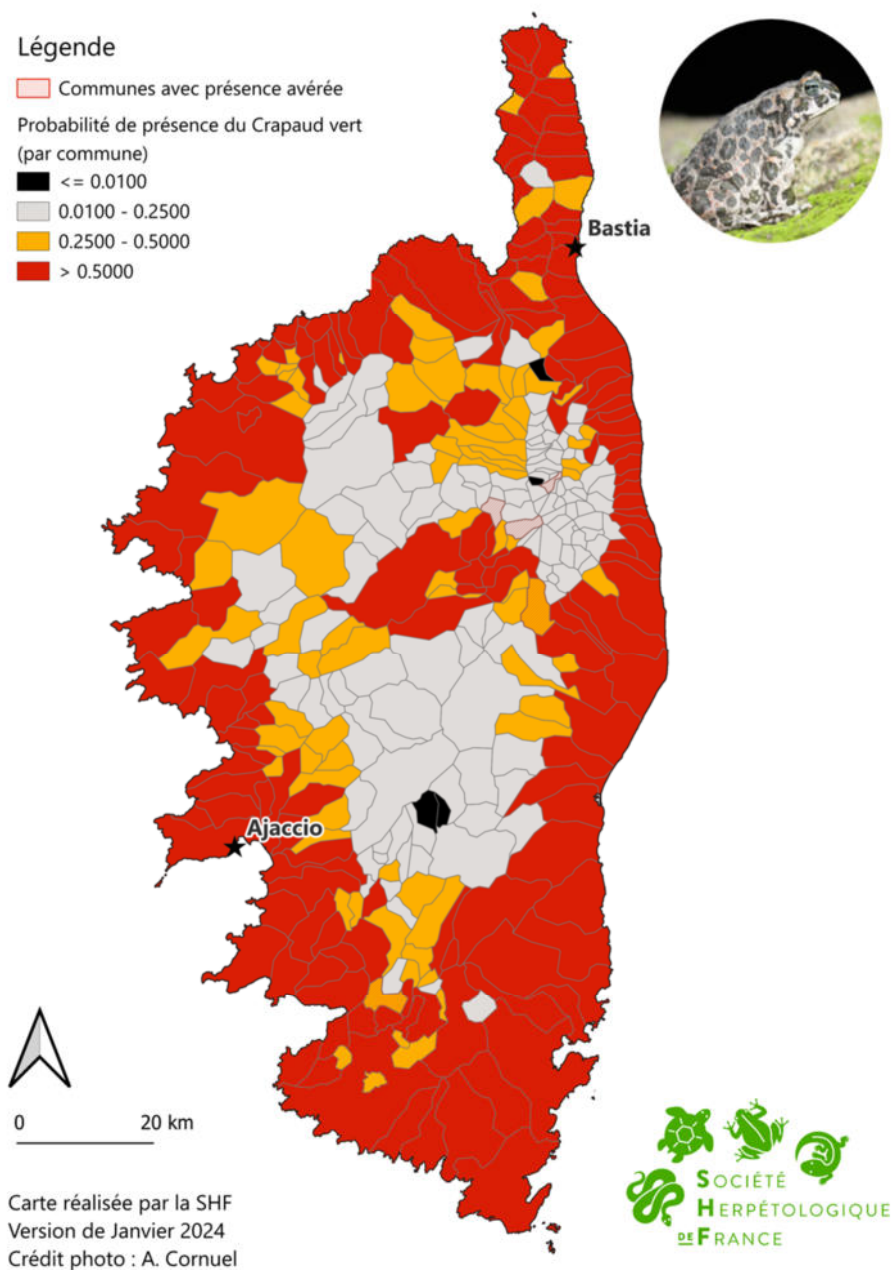 Légende
Communes avec présence avérée
Probabilité de présence du Crapaud vert
(par commune)
<= 0.0100
0.0100 - 0.2500
0.2500 - 0.5000
> 0.5000
Bastia
Ajaccio
0 20 km
Carte réalisée par la SHF
Version de Janvier 2024
Crédit photo : A. Cornuel
SOCIÉTÉ
HERPÉTOLOGIQUE
DE FRANCE